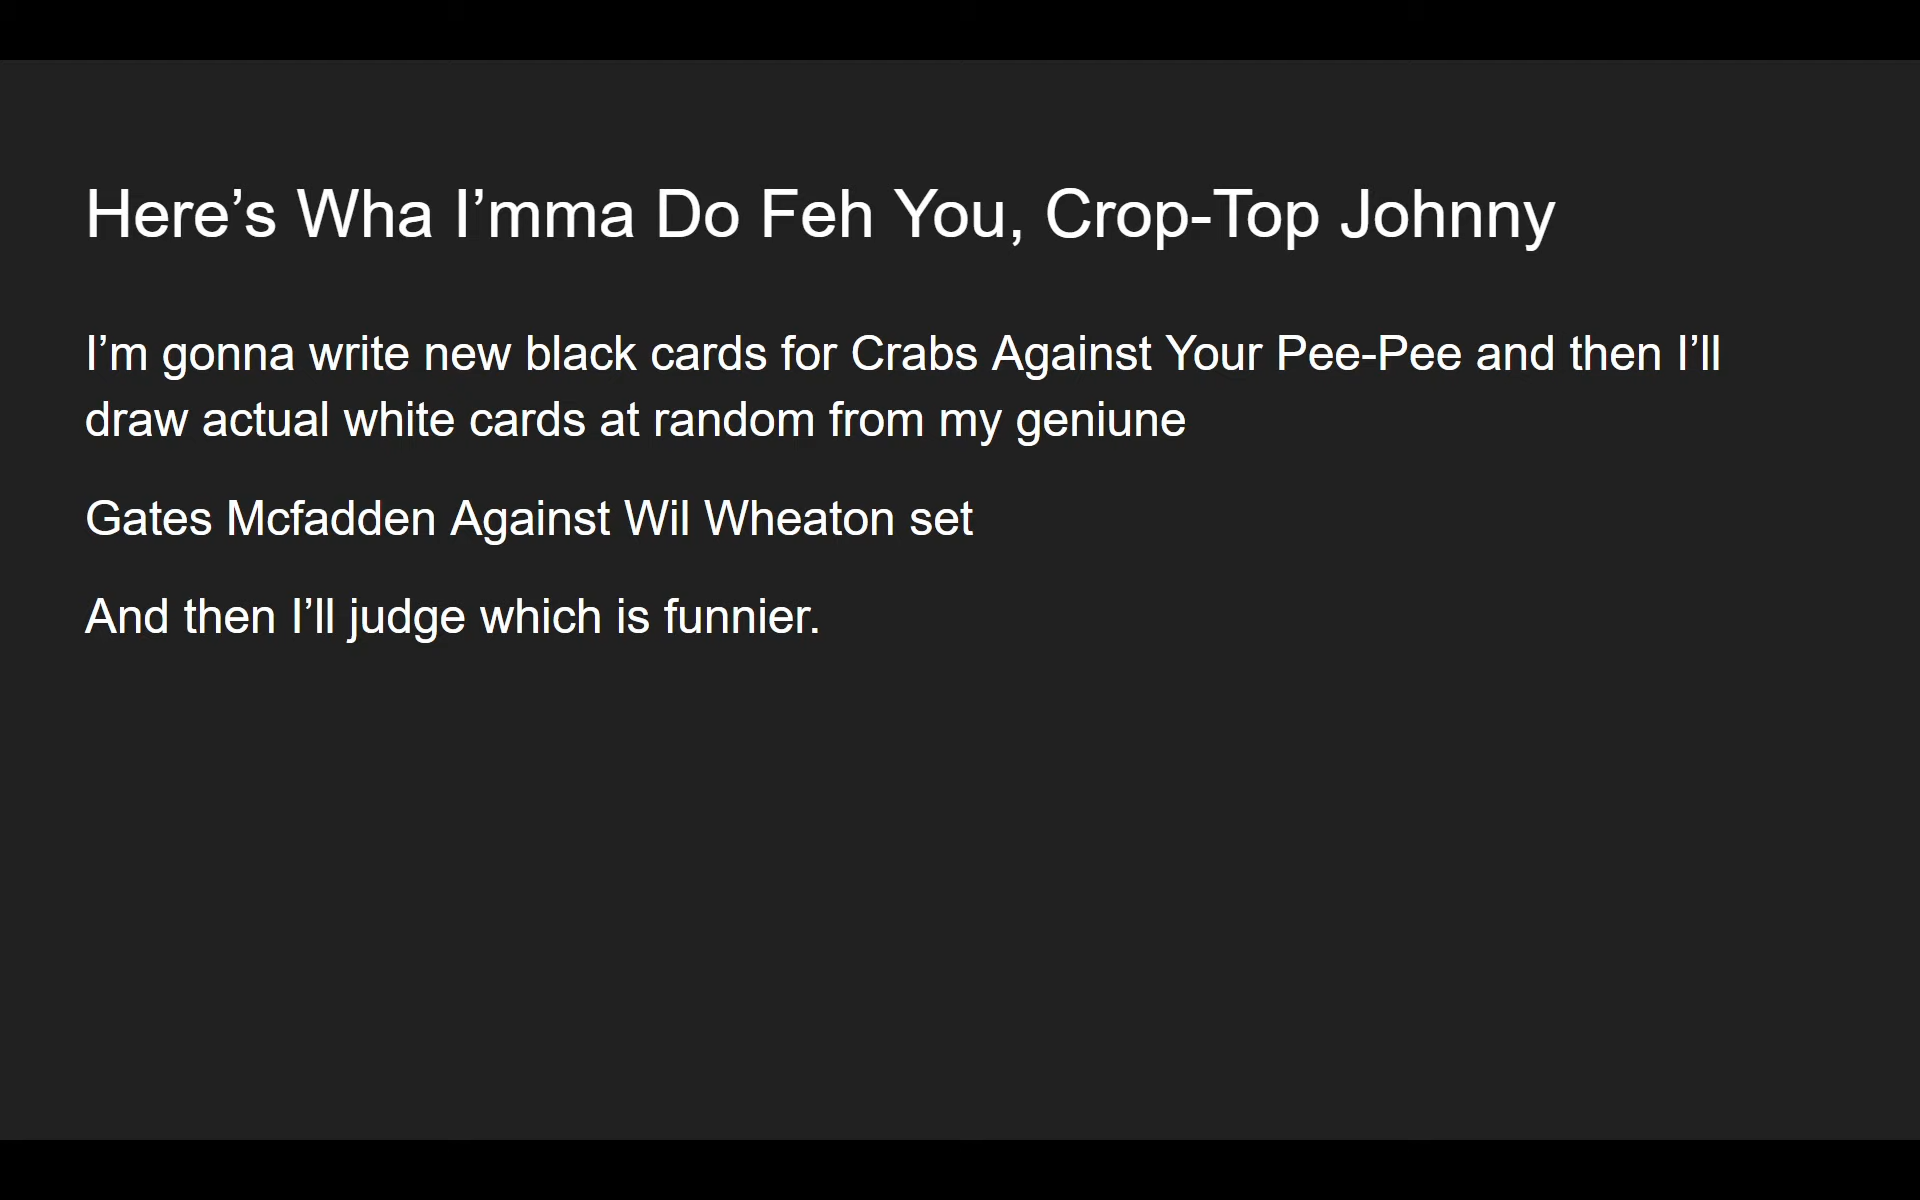 Here’s Wha I’mma Do Feh You, Crop-Top Johnny
I’m gonna write new black cards for Crabs Against Your Pee-Pee and then I’ll
draw actual white cards at random from my geniune
Gates Mcfadden Against Wil Wheaton set
And then I’ll judge which is funnier.